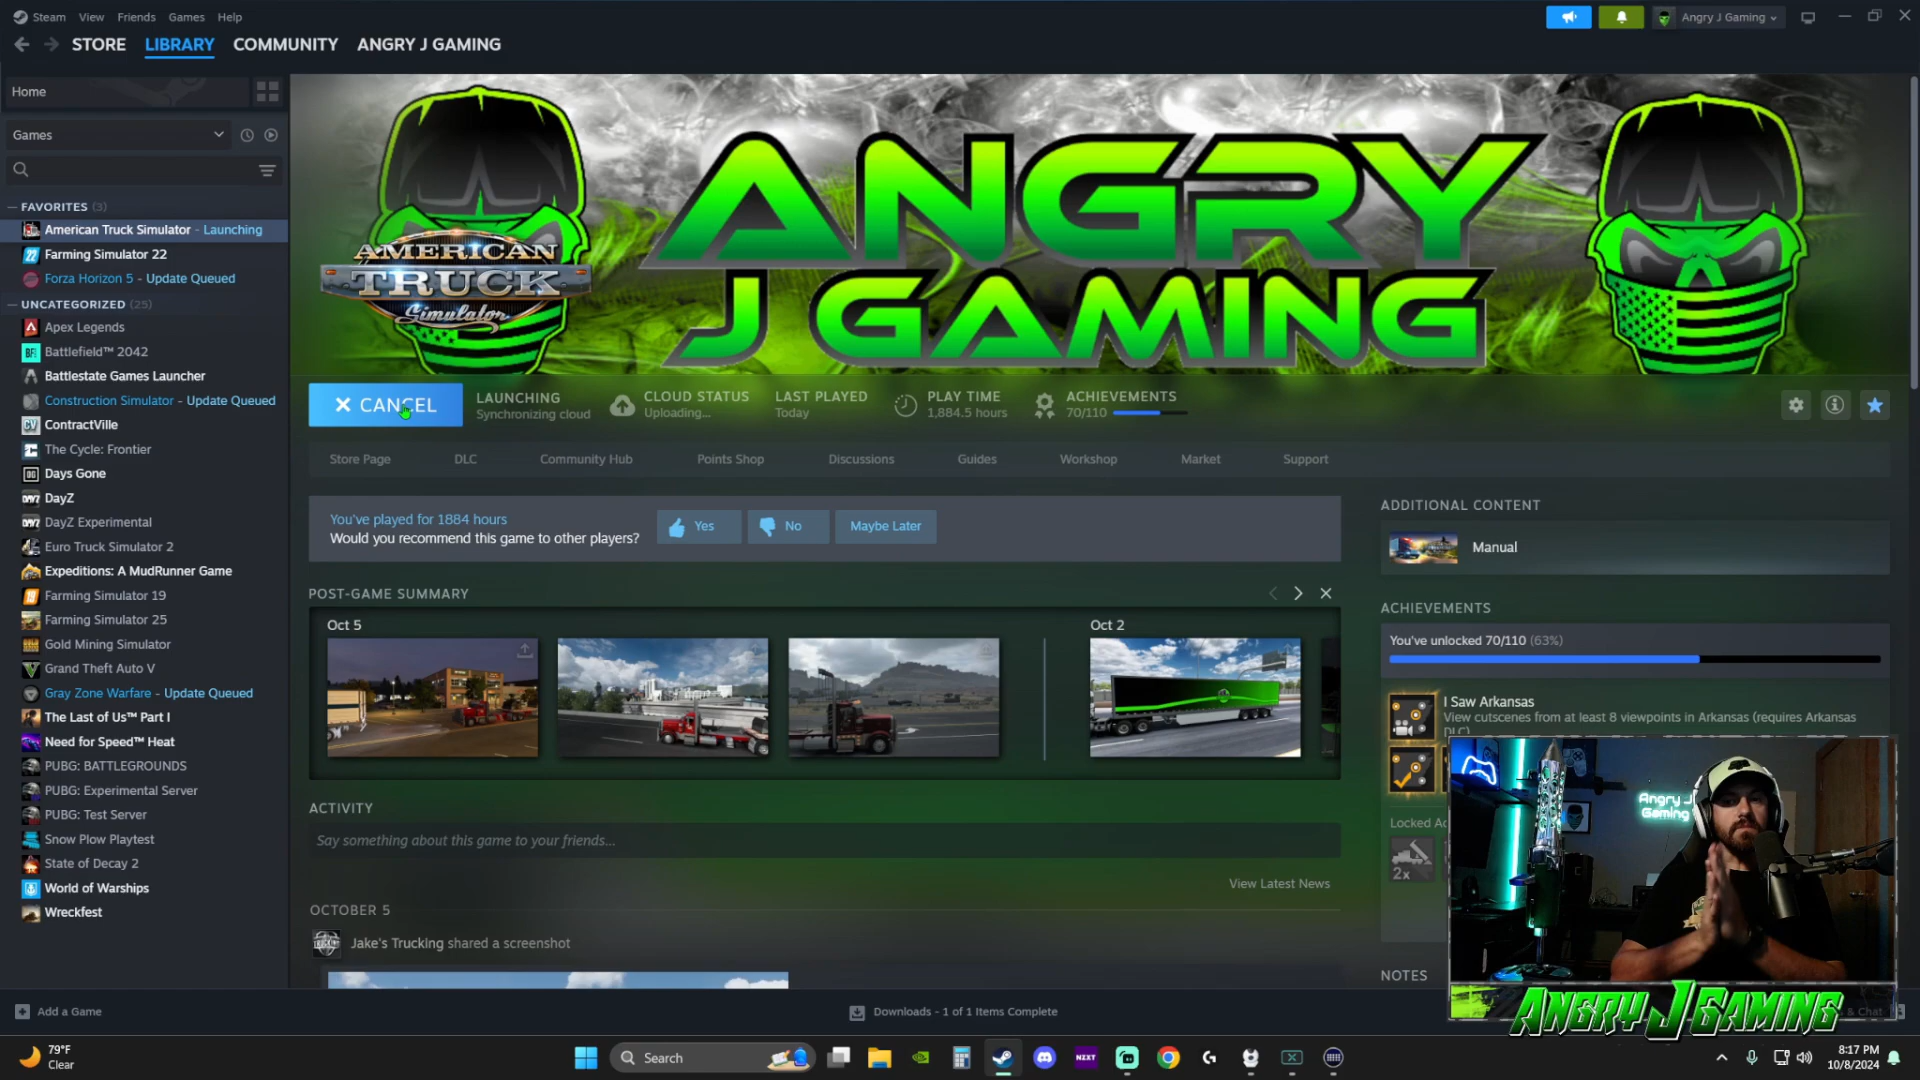 Steam View Friends Games Help
Angry J Gaming
STORE LIBRARY COMMUNITY ANGRY J GAMING
Home
Games
FAVORITES (3)
American Truck Simulator - Launching
Farming Simulator 22
Forza Horizon 5 - Update Queued
UNCATEGORIZED (25)
Apex Legends
Battlefield™ 2042
Battlestate Games Launcher
Construction Simulator - Update Queued
ContractVille
The Cycle: Frontier
Days Gone
DayZ
DayZ Experimental
Euro Truck Simulator 2
Expeditions: A MudRunner Game
Farming Simulator 19
Farming Simulator 25
Gold Mining Simulator
Grand Theft Auto V
Gray Zone Warfare - Update Queued
The Last of Us™ Part I
Need for Speed™ Heat
PUBG: BATTLEGROUNDS
PUBG: Experimental Server
PUBG: Test Server
Snow Plow Playtest
State of Decay 2
World of Warships
Wreckfest
Add a Game
AMERICAN
TRUCK
Simulator
ANGRY
J GAMING
CANCEL
LAUNCHING
Synchronizing cloud
CLOUD STATUS
Uploading...
LAST PLAYED
Today
PLAY TIME
1,884.5 hours
ACHIEVEMENTS
70/110
Store Page DLC Community Hub Points Shop Discussions Guides Workshop Market Support
You've played for 1884 hours
Would you recommend this game to other players?
Yes No Maybe Later
POST-GAME SUMMARY
Oct 5 Oct 2
ACTIVITY
Say something about this game to your friends...
View Latest News
OCTOBER 5
Jake's Trucking shared a screenshot
ADDITIONAL CONTENT
Manual
ACHIEVEMENTS
You've unlocked 70/110 (63%)
I Saw Arkansas
View cutscenes from at least 8 viewpoints in Arkansas (requires Arkansas
DLC)
Locked Ac
2x
NOTES
Angry J
Gaming
ANGRY J GAMING
& Chat
Downloads - 1 of 1 Items Complete
79°F
Clear
Search
NZXT
8:17 PM
10/8/2024